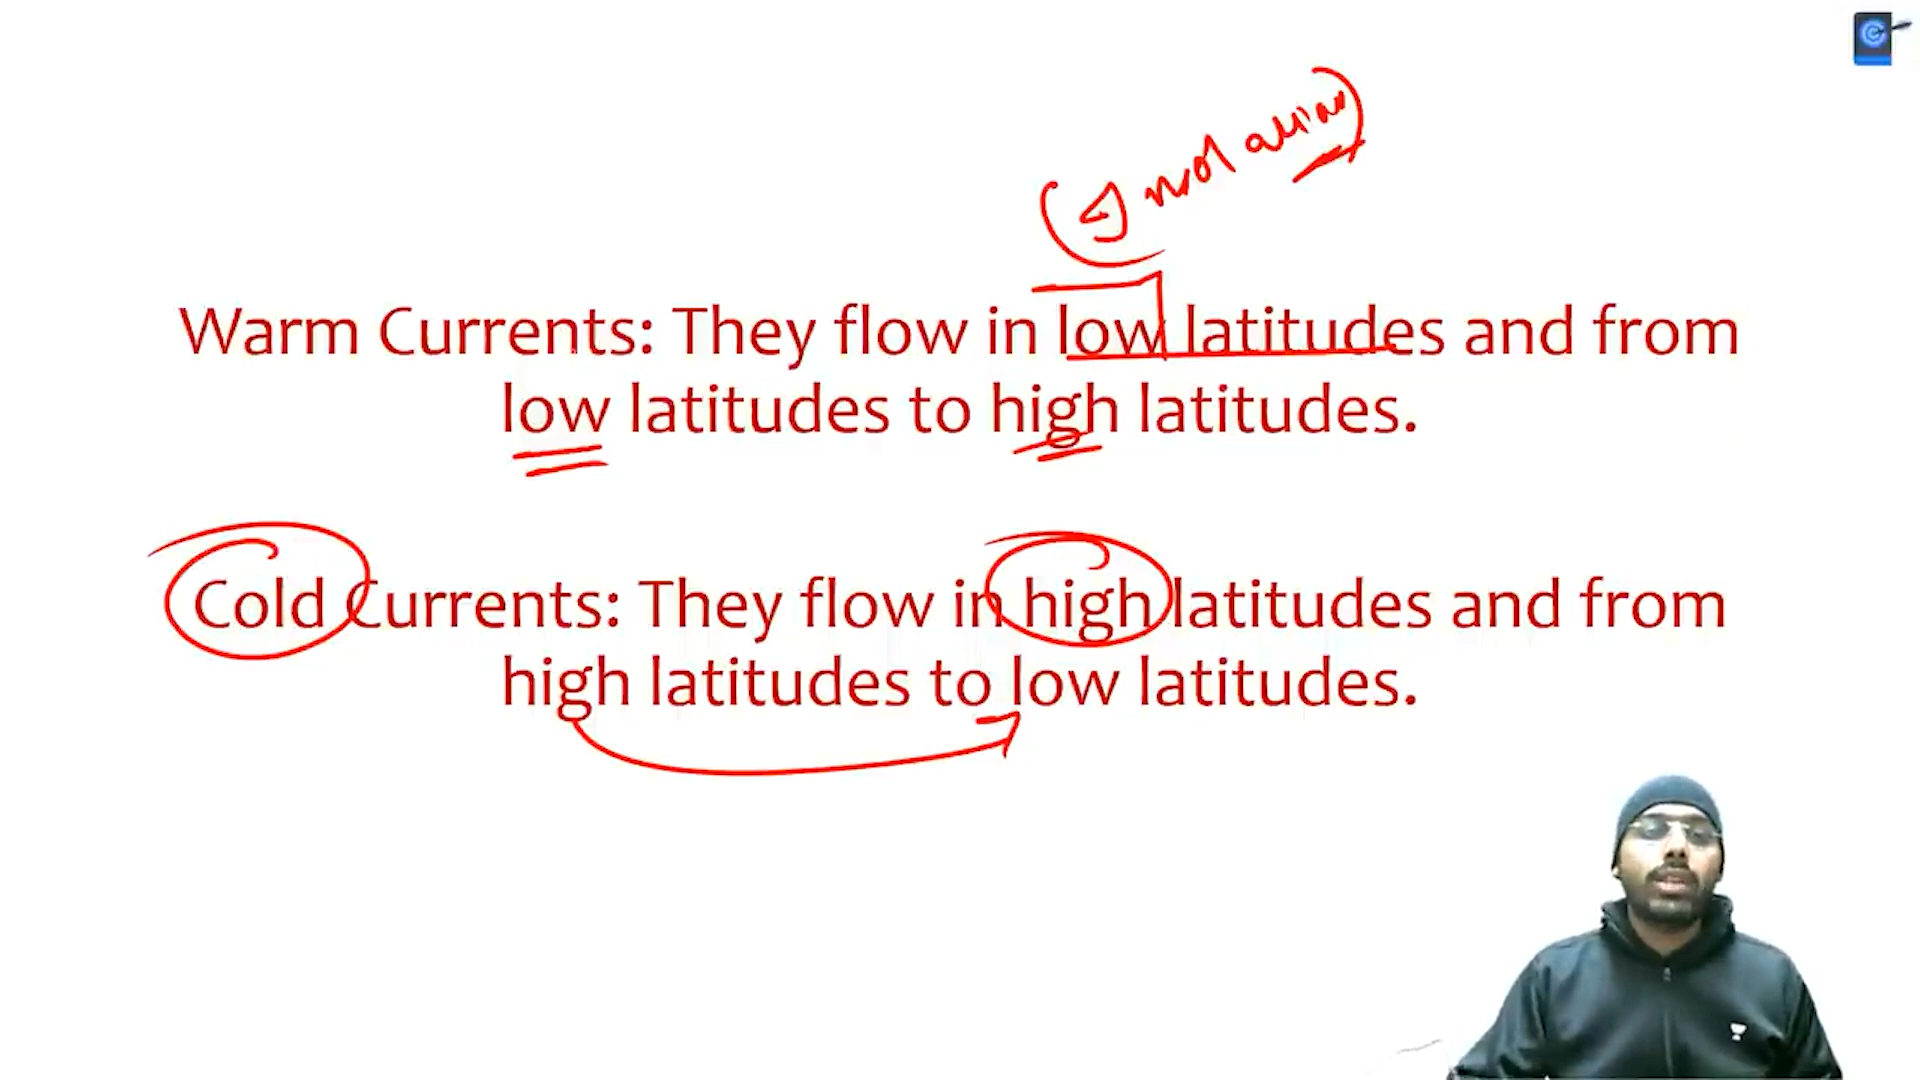 Warm Currents: They flow in low latitudes and from
low latitudes to high latitudes.
Cold Currents: They flow in high latitudes and from
high latitudes to low latitudes.